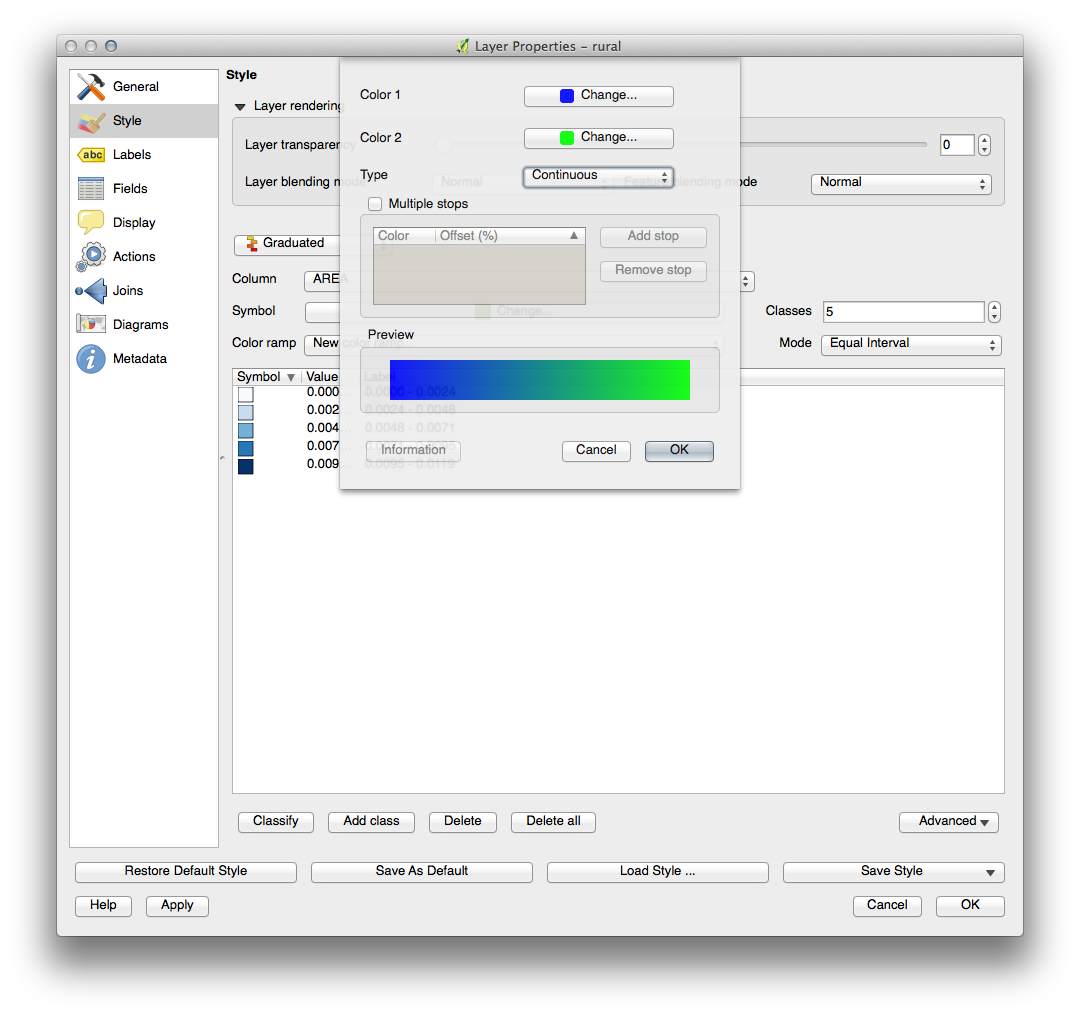 Layer Properties – rural
General
Style
Labels
Fields
Display
Actions
Joins
Diagrams
Metadata
Style
Layer rendering
Layer transparency
0
Layer blending mode
Normal
Feature blending mode
Normal
Graduated
Column
AREA
Symbol
Change...
Classes
5
Color ramp
New color ramp...
Mode
Equal Interval
Symbol
Value
Label
0.000
0.0000 - 0.0024
0.002
0.0024 - 0.0048
0.004
0.0048 - 0.0071
0.007
0.009
0.0095 - 0.0119
Color 1
Change...
Color 2
Change...
Type
Continuous
Multiple stops
Color
Offset (%)
Add stop
Remove stop
Preview
Information
Cancel
OK
Classify
Add class
Delete
Delete all
Advanced
Restore Default Style
Save As Default
Load Style ...
Save Style
Help
Apply
Cancel
OK
abc